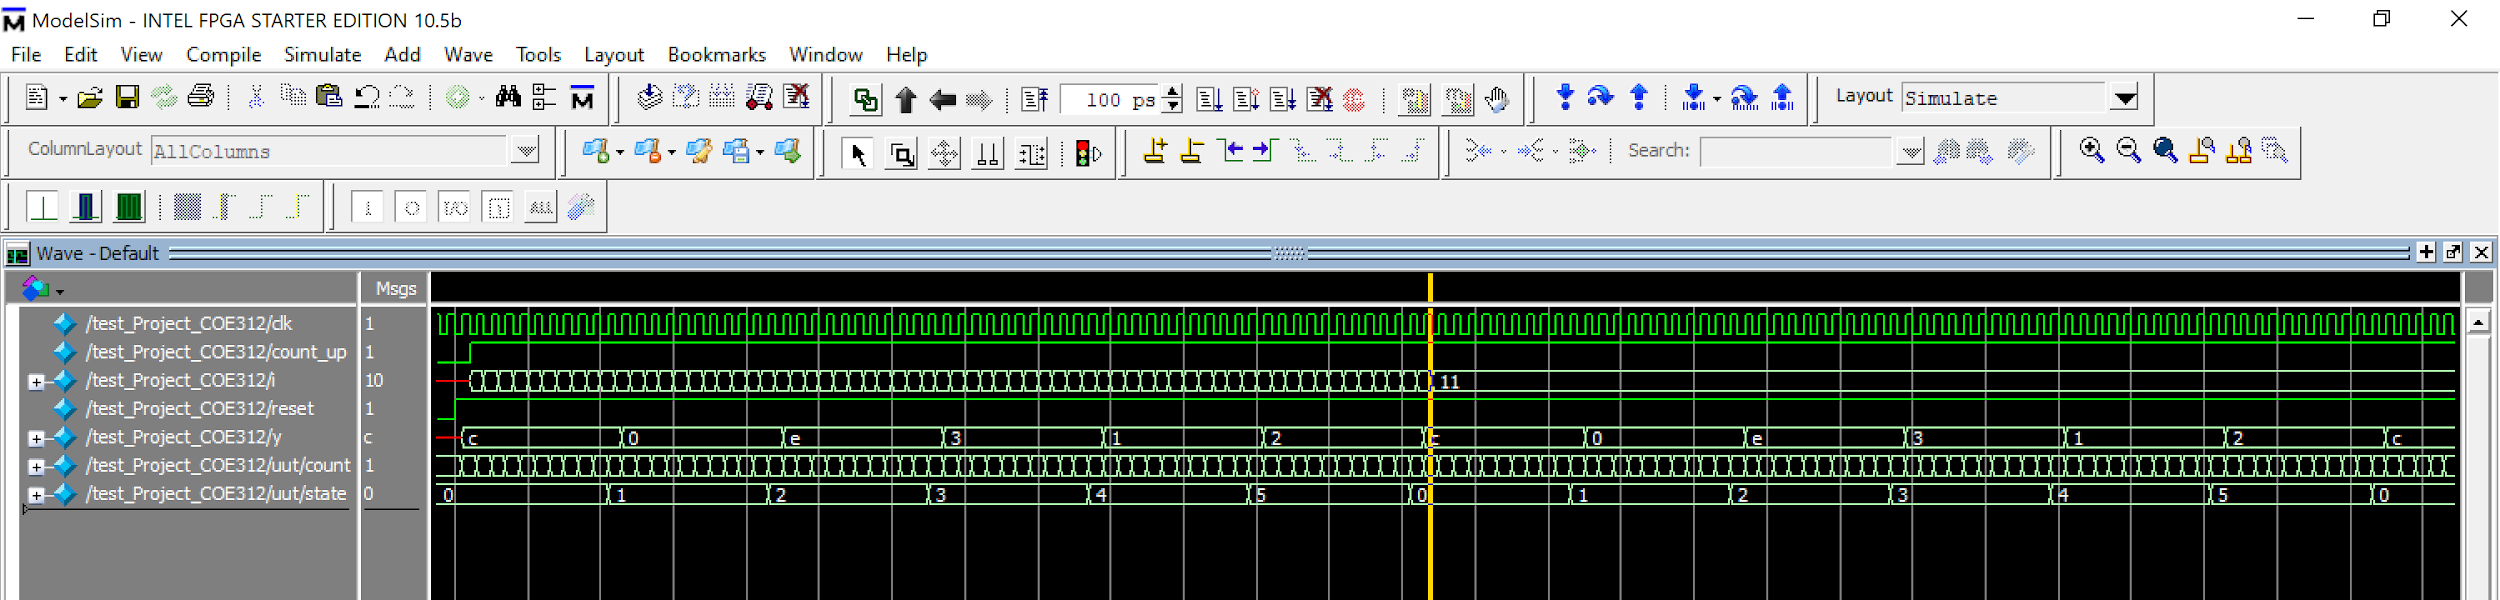 ModelSim - INTEL FPGA STARTER EDITION 10.5b
File Edit View Compile Simulate Add Wave Tools Layout Bookmarks Window Help
100 ps Layout Simulate
ColumnLayout AllColumns Search:
I/O ALL
Wave - Default
Msgs
/test_Project_COE312/clk 1
/test_Project_COE312/count_up 1
/test_Project_COE312/i 10 11
/test_Project_COE312/reset 1
/test_Project_COE312/y c c 0 e 3 1 2 c 0 e 3 1 2 c
/test_Project_COE312/uut/count 1
/test_Project_COE312/uut/state 0 0 1 2 3 4 5 0 1 2 3 4 5 0